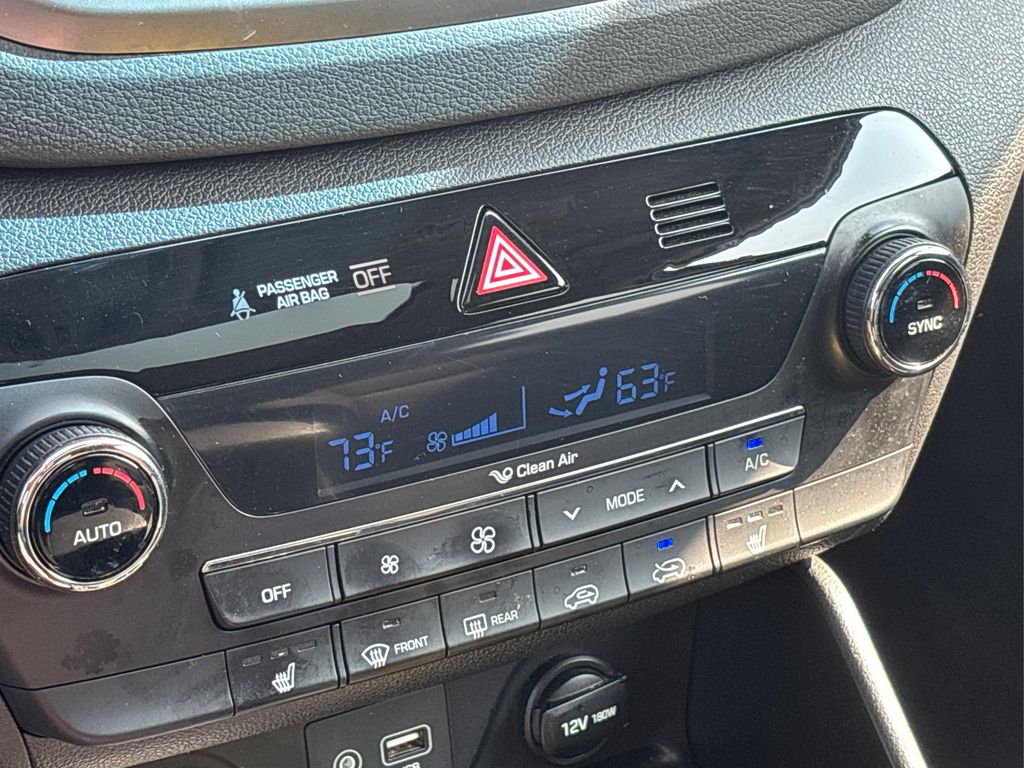 PASSENGER
AIR BAG
OFF
SYNC
A/C
73°F
63°F
Clean Air
AUTO
OFF
MODE
A/C
FRONT
REAR
12V 180W